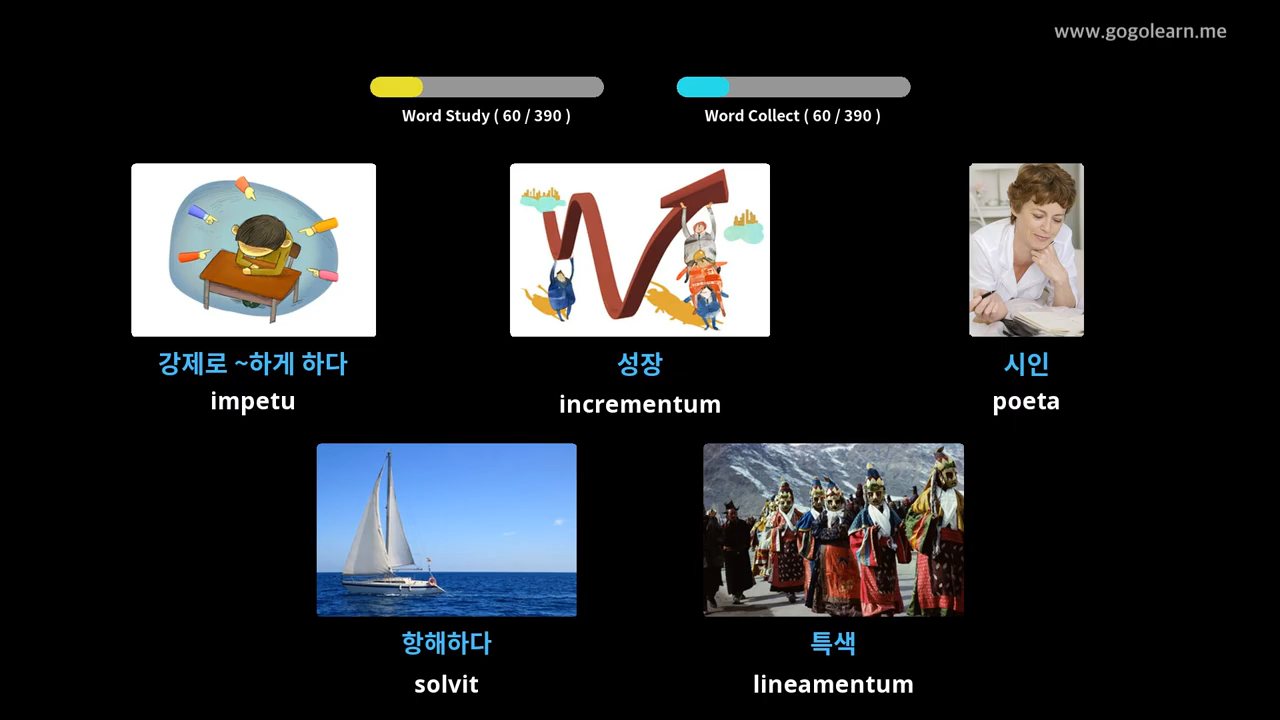 www.gogolearn.me
Word Study ( 60 / 390 )
Word Collect ( 60 / 390 )
강제로 ~하게 하다
impetu
성장
incrementum
시인
poeta
항해하다
solvit
특색
lineamentum